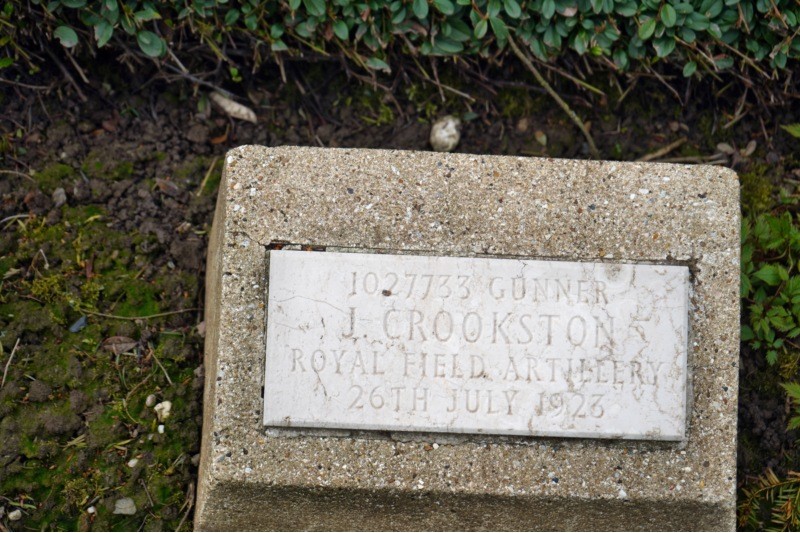 1027733 GUNNER
J. CROOKSTON
ROYAL FIELD ARTILLERY
26TH JULY 1923